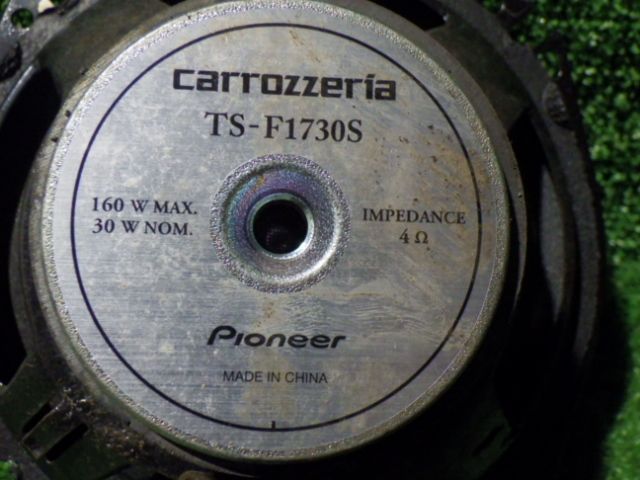 carrozzeria
TS-F1730S
160 W MAX.
30 W NOM.
IMPEDANCE
4 Ω
Pioneer
MADE IN CHINA